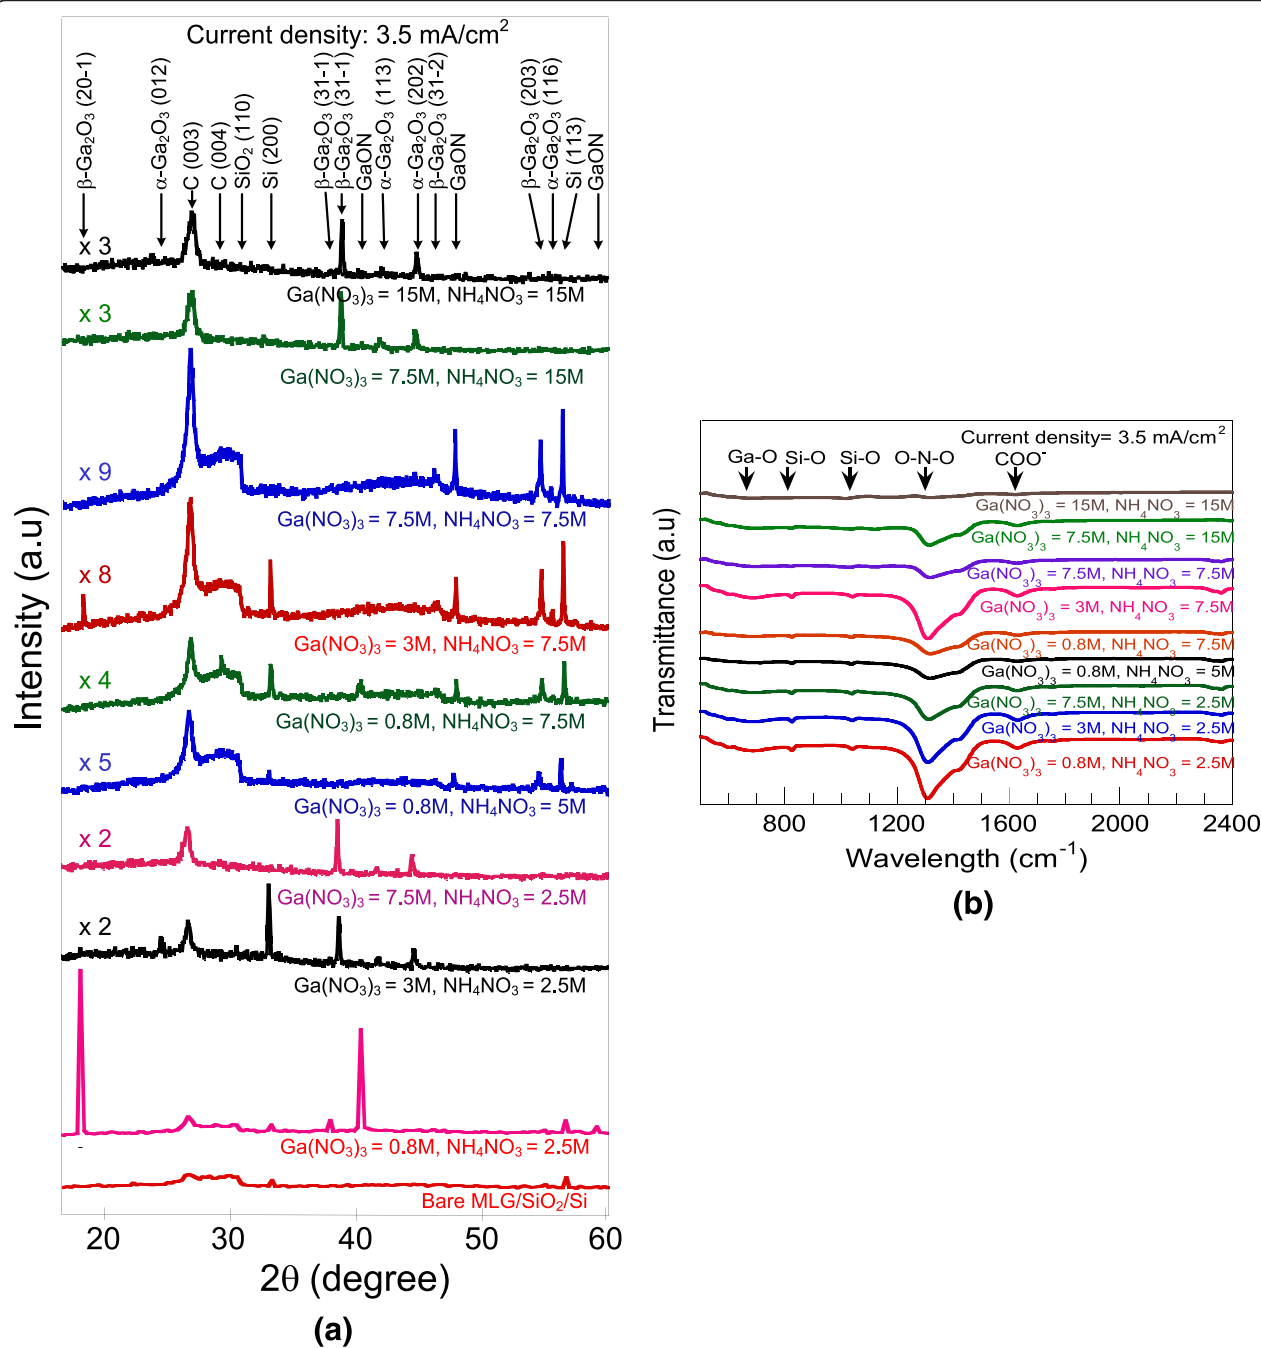 Current density: 3.5 mA/cm²
β-Ga₂O₃ (20-1)
α-Ga₂O₃ (012)
C (003)
C (004)
SiO₂ (110)
Si (200)
β-Ga₂O₃ (31-1)
β-Ga₂O₃ (31-1)
GaON
α-Ga₂O₃ (113)
α-Ga₂O₃ (202)
β-Ga₂O₃ (31-2)
GaON
β-Ga₂O₃ (203)
α-Ga₂O₃ (116)
Si (113)
GaON
x 3
Ga(NO₃)₃ = 15M, NH₄NO₃ = 15M
x 3
Ga(NO₃)₃ = 7.5M, NH₄NO₃ = 15M
x 9
Ga(NO₃)₃ = 7.5M, NH₄NO₃ = 7.5M
x 8
Ga(NO₃)₃ = 3M, NH₄NO₃ = 7.5M
x 4
Ga(NO₃)₃ = 0.8M, NH₄NO₃ = 7.5M
x 5
Ga(NO₃)₃ = 0.8M, NH₄NO₃ = 5M
x 2
Ga(NO₃)₃ = 7.5M, NH₄NO₃ = 2.5M
x 2
Ga(NO₃)₃ = 3M, NH₄NO₃ = 2.5M
Ga(NO₃)₃ = 0.8M, NH₄NO₃ = 2.5M
Bare MLG/SiO₂/Si
Intensity (a.u)
20 30 40 50 60
2θ (degree)
(a)
Current density= 3.5 mA/cm²
Ga-O Si-O Si-O O-N-O COO⁻
Ga(NO₃)₃ = 15M, NH₄NO₃ = 15M
Ga(NO₃)₃ = 7.5M, NH₄NO₃ = 15M
Ga(NO₃)₃ = 7.5M, NH₄NO₃ = 7.5M
Ga(NO₃)₃ = 3M, NH₄NO₃ = 7.5M
Ga(NO₃)₃ = 0.8M, NH₄NO₃ = 7.5M
Ga(NO₃)₃ = 0.8M, NH₄NO₃ = 5M
Ga(NO₃)₃ = 7.5M, NH₄NO₃ = 2.5M
Ga(NO₃)₃ = 3M, NH₄NO₃ = 2.5M
Ga(NO₃)₃ = 0.8M, NH₄NO₃ = 2.5M
Transmittance (a.u)
800 1200 1600 2000 2400
Wavelength (cm⁻¹)
(b)